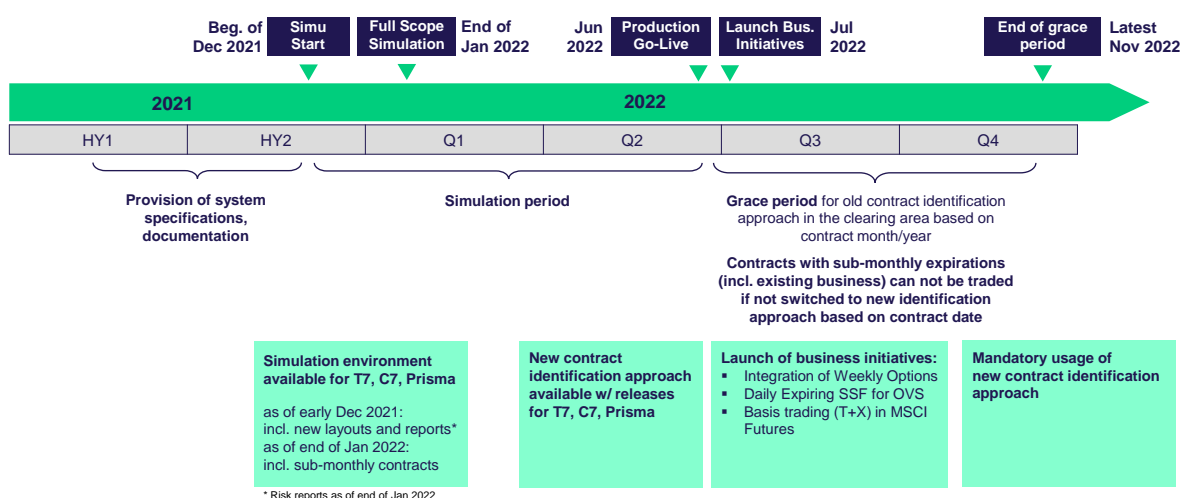 Beg. of
Dec 2021
Simu
Start
Full Scope
Simulation
End of
Jan 2022
Jun
2022
Production
Go-Live
Launch Bus.
Initiatives
Jul
2022
End of grace
period
Latest
Nov 2022
2021
2022
HY1
HY2
Q1
Q2
Q3
Q4
Provision of system
specifications,
documentation
Simulation period
Grace period for old contract identification
approach in the clearing area based on
contract month/year
Contracts with sub-monthly expirations
(incl. existing business) can not be traded
if not switched to new identification
approach based on contract date
Simulation environment
available for T7, C7, Prisma
as of early Dec 2021:
incl. new layouts and reports*
as of end of Jan 2022:
incl. sub-monthly contracts
* Risk reports as of end of Jan 2022
New contract
identification approach
available w/ releases
for T7, C7, Prisma
Launch of business initiatives:
▪ Integration of Weekly Options
▪ Daily Expiring SSF for OVS
▪ Basis trading (T+X) in MSCI
Futures
Mandatory usage of
new contract identification
approach